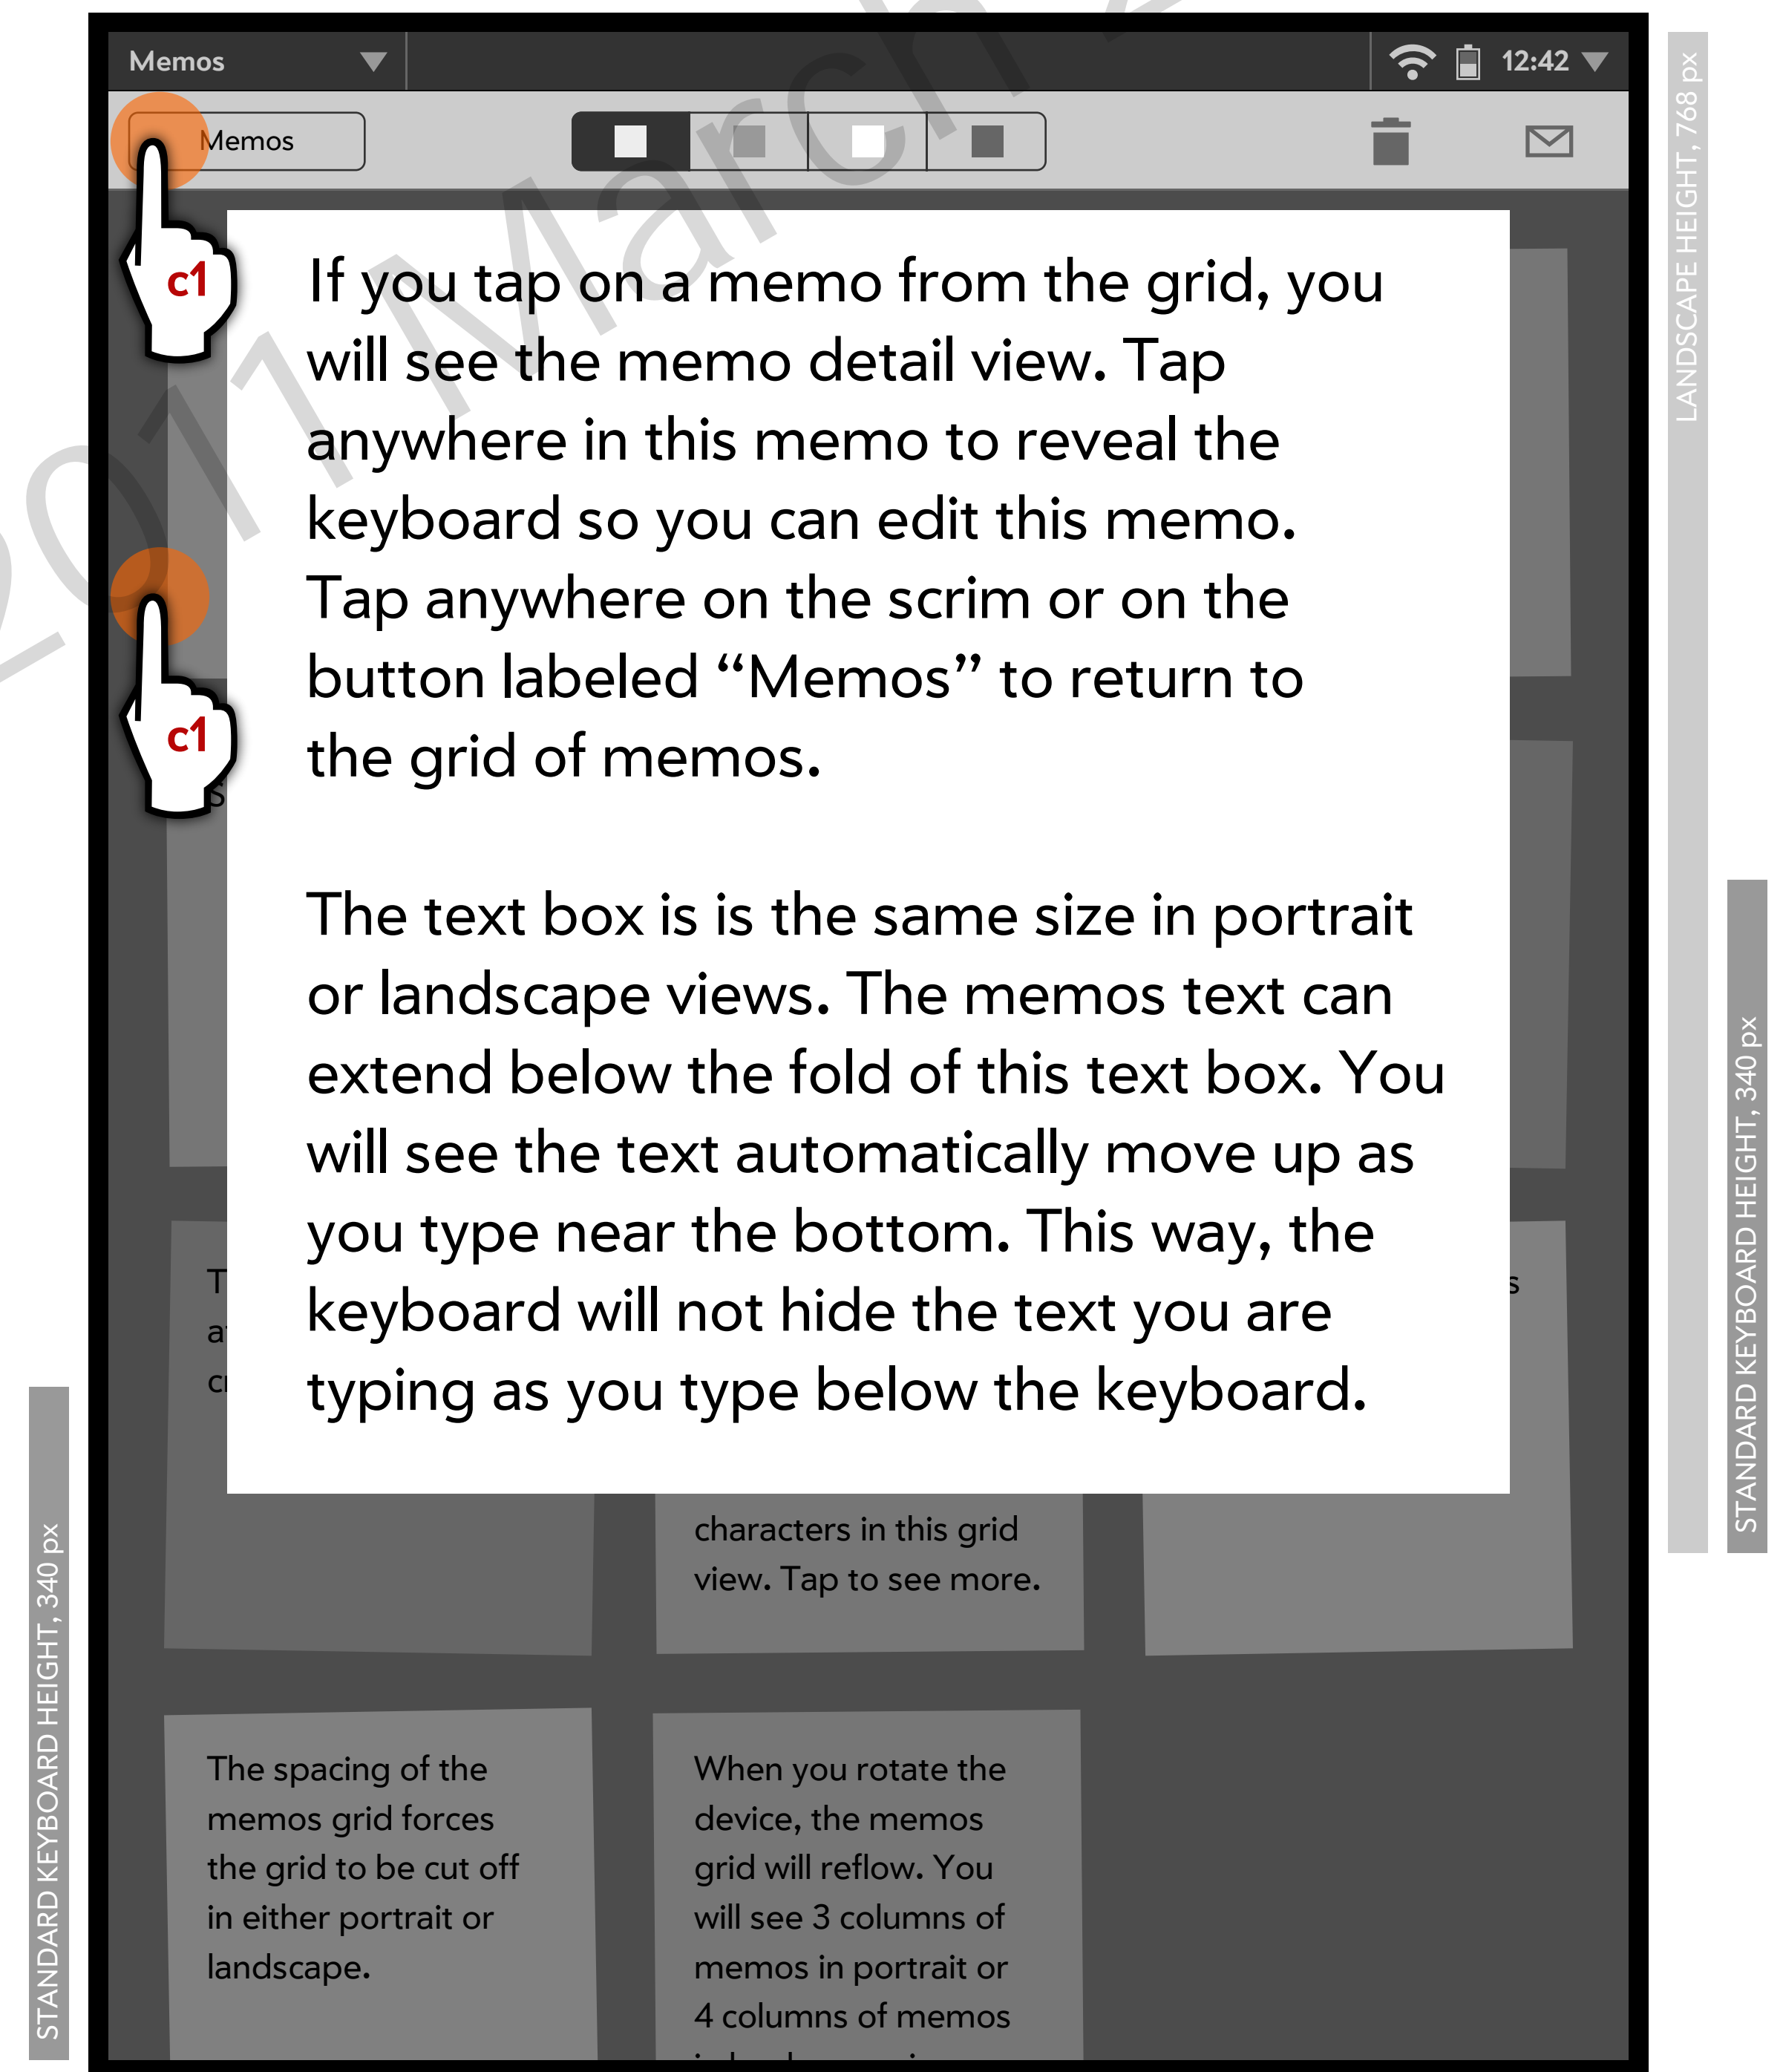 Memos
12:42
Memos
c1
If you tap on a memo from the grid, you
will see the memo detail view. Tap
anywhere in this memo to reveal the
keyboard so you can edit this memo.
Tap anywhere on the scrim or on the
button labeled “Memos” to return to
the grid of memos.
c1
The text box is is the same size in portrait
or landscape views. The memos text can
extend below the fold of this text box. You
will see the text automatically move up as
you type near the bottom. This way, the
keyboard will not hide the text you are
typing as you type below the keyboard.
characters in this grid
view. Tap to see more.
The spacing of the
memos grid forces
the grid to be cut off
in either portrait or
landscape.
When you rotate the
device, the memos
grid will reflow. You
will see 3 columns of
memos in portrait or
4 columns of memos
STANDARD KEYBOARD HEIGHT, 340 px
LANDSCAPE HEIGHT, 768 px
STANDARD KEYBOARD HEIGHT, 340 px
2011 March